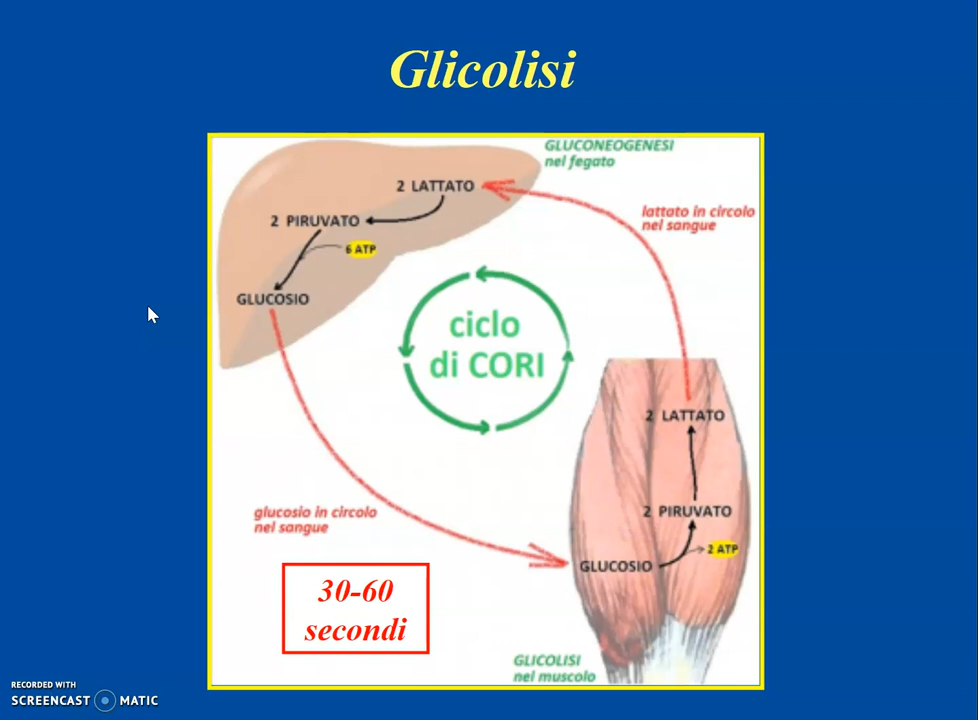 Glicolisi
GLUCONEOGENESI
nel fegato
2 LATTATO
2 PIRUVATO
6 ATP
GLUCOSIO
lattato in circolo
nel sangue
ciclo
di CORI
2 LATTATO
2 PIRUVATO
2 ATP
GLUCOSIO
glucosio in circolo
nel sangue
30-60
secondi
GLICOLISI
nel muscolo
RECORDED WITH
SCREENCAST MATIC